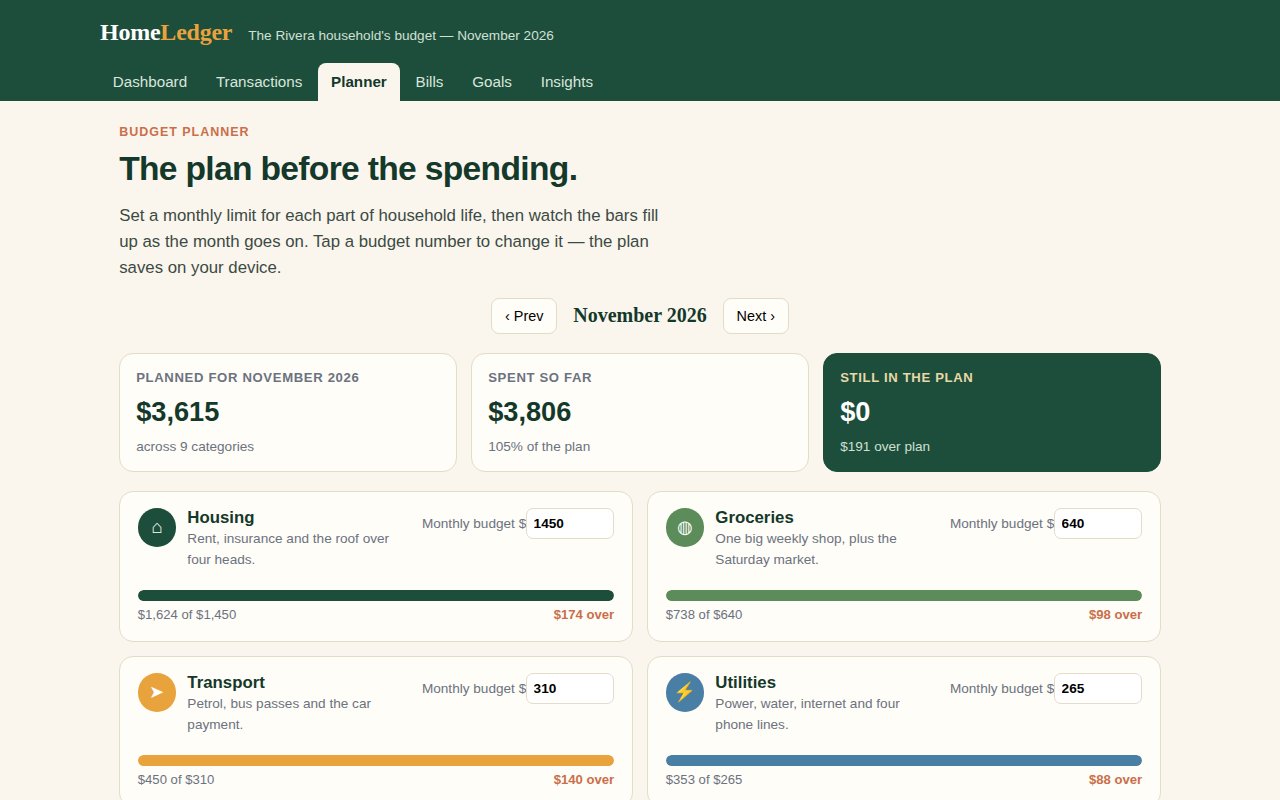 HomeLedger The Rivera household's budget — November 2026
Dashboard Transactions Planner Bills Goals Insights
BUDGET PLANNER
The plan before the spending.
Set a monthly limit for each part of household life, then watch the bars fill
up as the month goes on. Tap a budget number to change it — the plan
saves on your device.
‹ Prev November 2026 Next ›
PLANNED FOR NOVEMBER 2026
$3,615
across 9 categories
SPENT SO FAR
$3,806
105% of the plan
STILL IN THE PLAN
$0
$191 over plan
Housing
Rent, insurance and the roof over
four heads.
Monthly budget $ 1450
$1,624 of $1,450 $174 over
Groceries
One big weekly shop, plus the
Saturday market.
Monthly budget $ 640
$738 of $640 $98 over
Transport
Petrol, bus passes and the car
payment.
Monthly budget $ 310
$450 of $310 $140 over
Utilities
Power, water, internet and four
phone lines.
Monthly budget $ 265
$353 of $265 $88 over